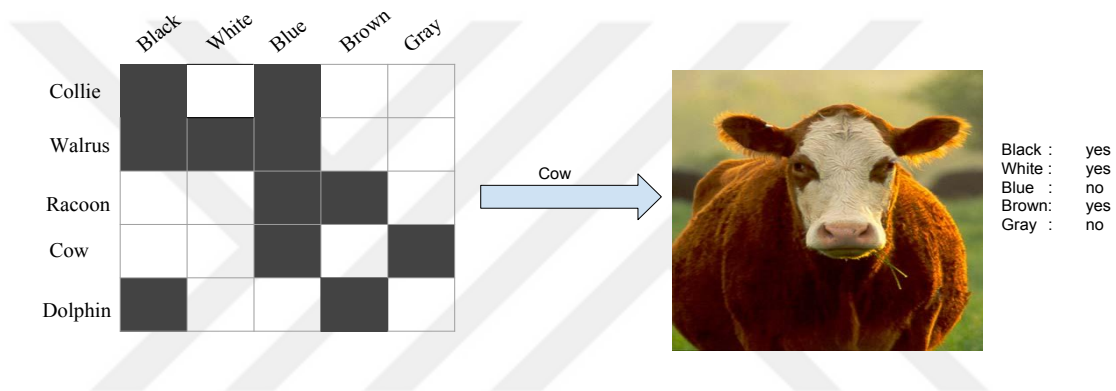 Black White Blue Brown Gray
Collie
Walrus
Racoon
Cow
Dolphin
Cow
Black : yes
White : yes
Blue : no
Brown: yes
Gray : no